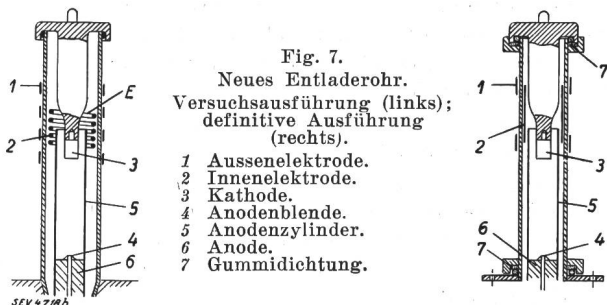 Fig. 7.
Neues Entladerohr.
Versuchsausführung (links);
definitive Ausführung
(rechts).
1 Aussenelektrode.
2 Innenelektrode.
3 Kathode.
4 Anodenblende.
5 Anodenzylinder.
6 Anode.
7 Gummidichtung.
1
E
2
3
5
4
6
SEV 4718b
7
1
2
3
5
6
4
7